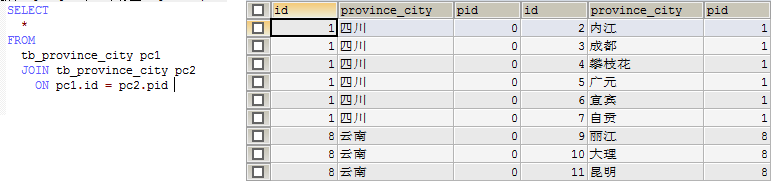 SELECT
*
FROM
tb_province_city pc1
JOIN tb_province_city pc2
ON pc1.id = pc2.pid
id province_city pid id province_city pid
1 四川 0 2 内江 1
1 四川 0 3 成都 1
1 四川 0 4 攀枝花 1
1 四川 0 5 广元 1
1 四川 0 6 宜宾 1
1 四川 0 7 自贡 1
8 云南 0 9 丽江 8
8 云南 0 10 大理 8
8 云南 0 11 昆明 8